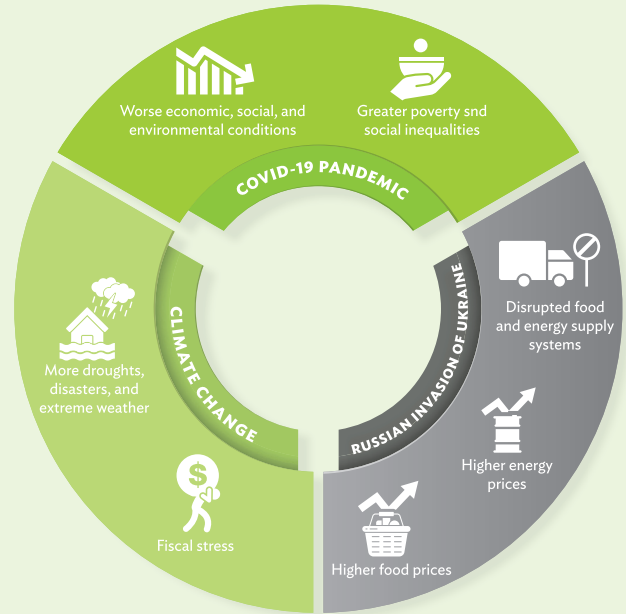 Worse economic, social, and
environmental conditions
Greater poverty snd
social inequalities
COVID-19 PANDEMIC
More droughts,
disasters, and
extreme weather
$
Fiscal stress
CLIMATE CHANGE
RUSSIAN INVASION OF UKRAINE
Disrupted food
and energy supply
systems
Higher energy
prices
Higher food prices